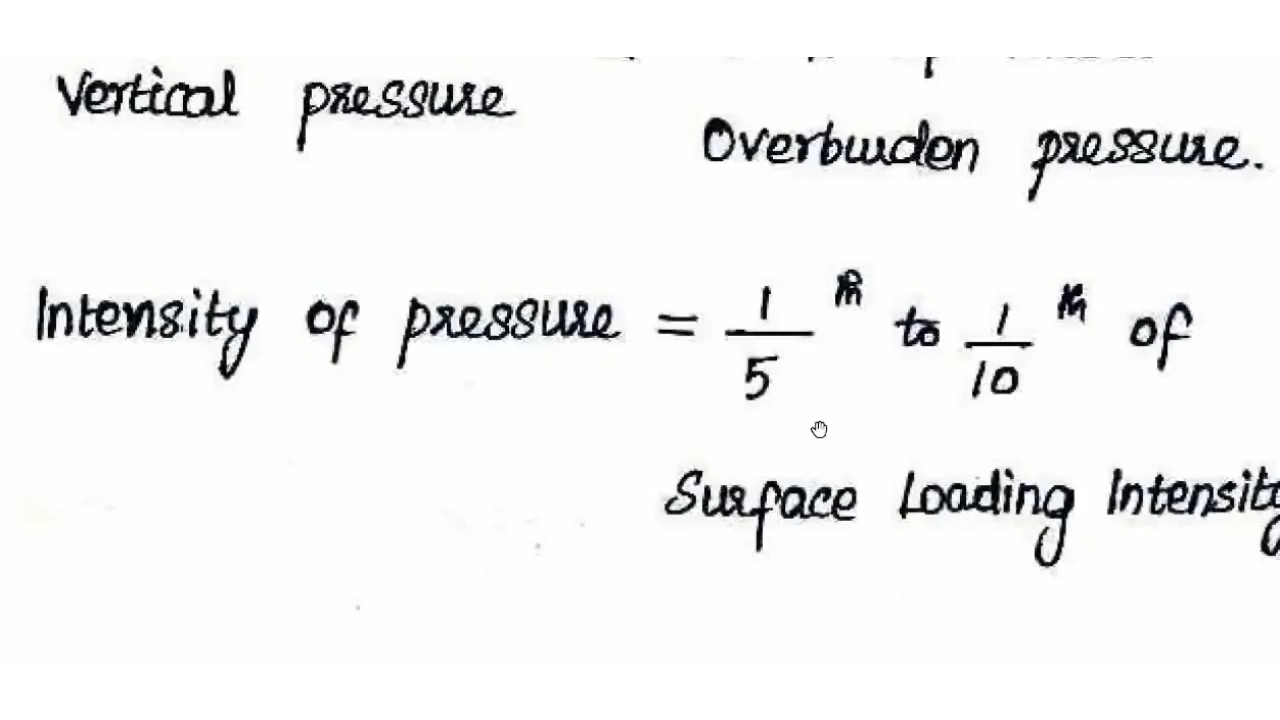 Vertical pressure
Overburden pressure.
Intensity of pressure = 1/5 th to 1/10 th of
Surface Loading Intensity